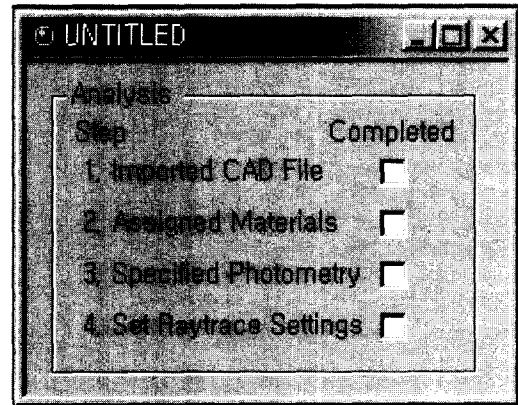 UNTITLED
Analysis
Step Completed
1. Imported CAD File
2. Assigned Materials
3. Specified Photometry
4. Set Raytrace Settings